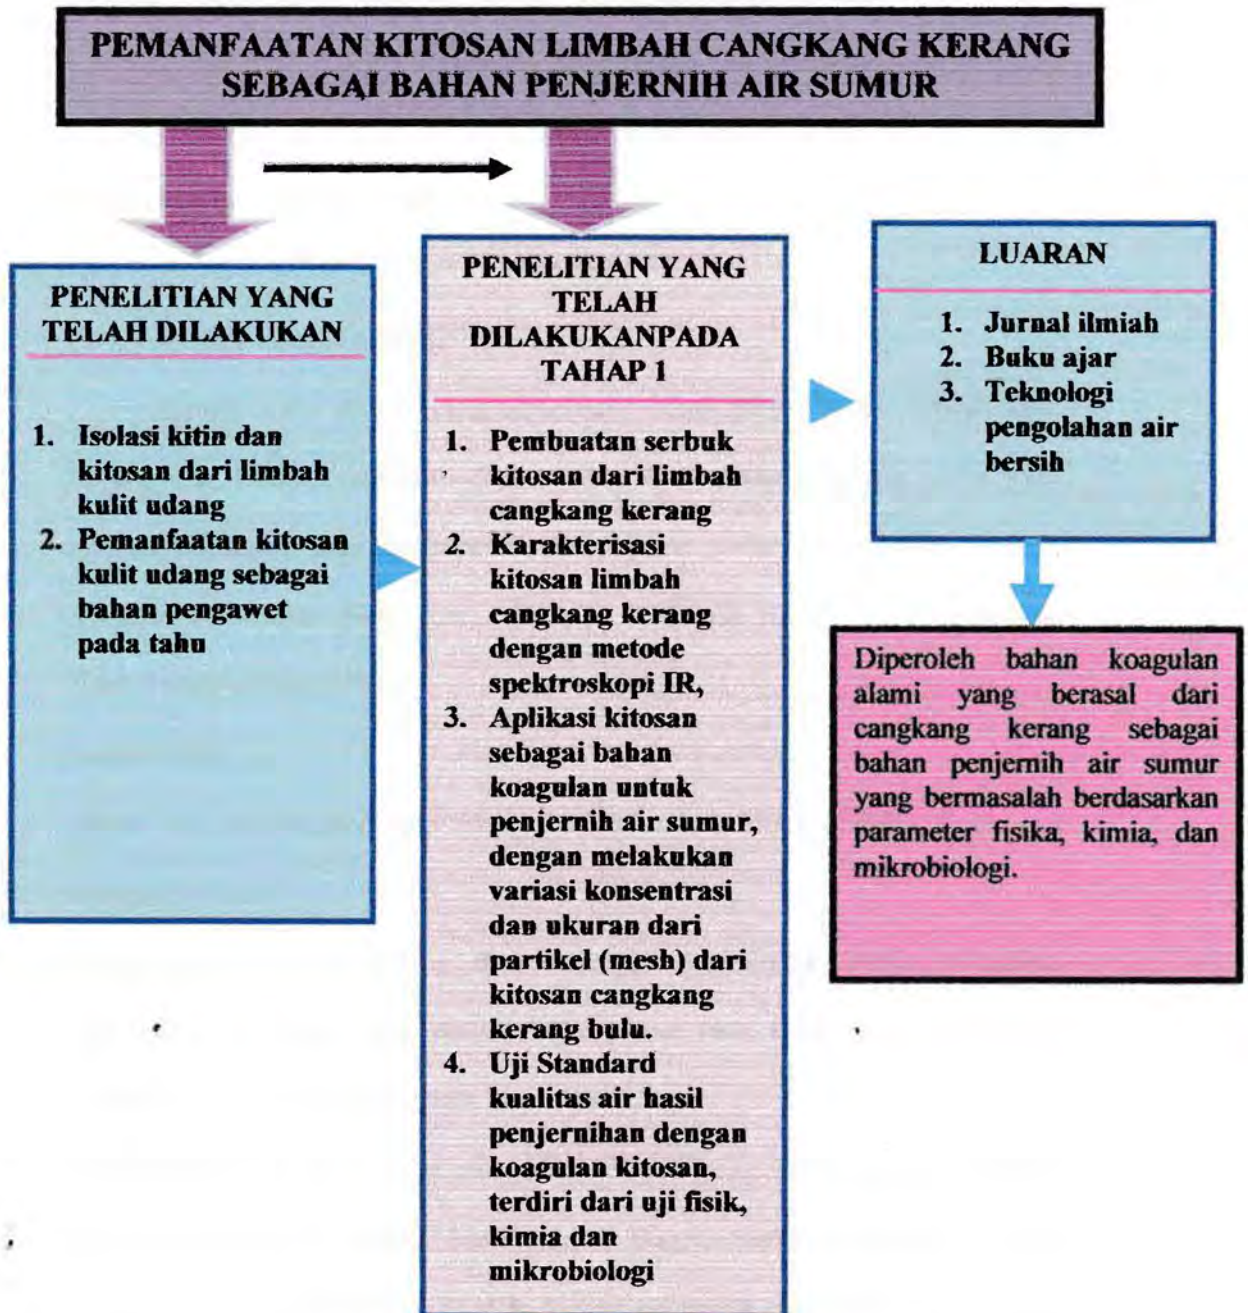 PEMANFAATAN KITOSAN LIMBAH CANGKANG KERANG
SEBAGAI BAHAN PENJERNIH AIR SUMUR
PENELITIAN YANG
TELAH DILAKUKAN
1. Isolasi kitin dan
kitosan dari limbah
kulit udang
2. Pemanfaatan kitosan
kulit udang sebagai
bahan pengawet
pada tahu
PENELITIAN YANG
TELAH
DILAKUKANPADA
TAHAP 1
1. Pembuatan serbuk
kitosan dari limbah
cangkang kerang
2. Karakterisasi
kitosan limbah
cangkang kerang
dengan metode
spektroskopi IR,
3. Aplikasi kitosan
sebagai bahan
koagulan untuk
penjernih air sumur,
dengan melakukan
variasi konsentrasi
dan ukuran dari
partikel (mesh) dari
kitosan cangkang
kerang bulu.
4. Uji Standard
kualitas air hasil
penjernihan dengan
koagulan kitosan,
terdiri dari uji fisik,
kimia dan
mikrobiologi
LUARAN
1. Jurnal ilmiah
2. Buku ajar
3. Teknologi
pengolahan air
bersih
Diperoleh bahan koagulan
alami yang berasal dari
cangkang kerang sebagai
bahan penjernih air sumur
yang bermasalah berdasarkan
parameter fisika, kimia, dan
mikrobiologi.